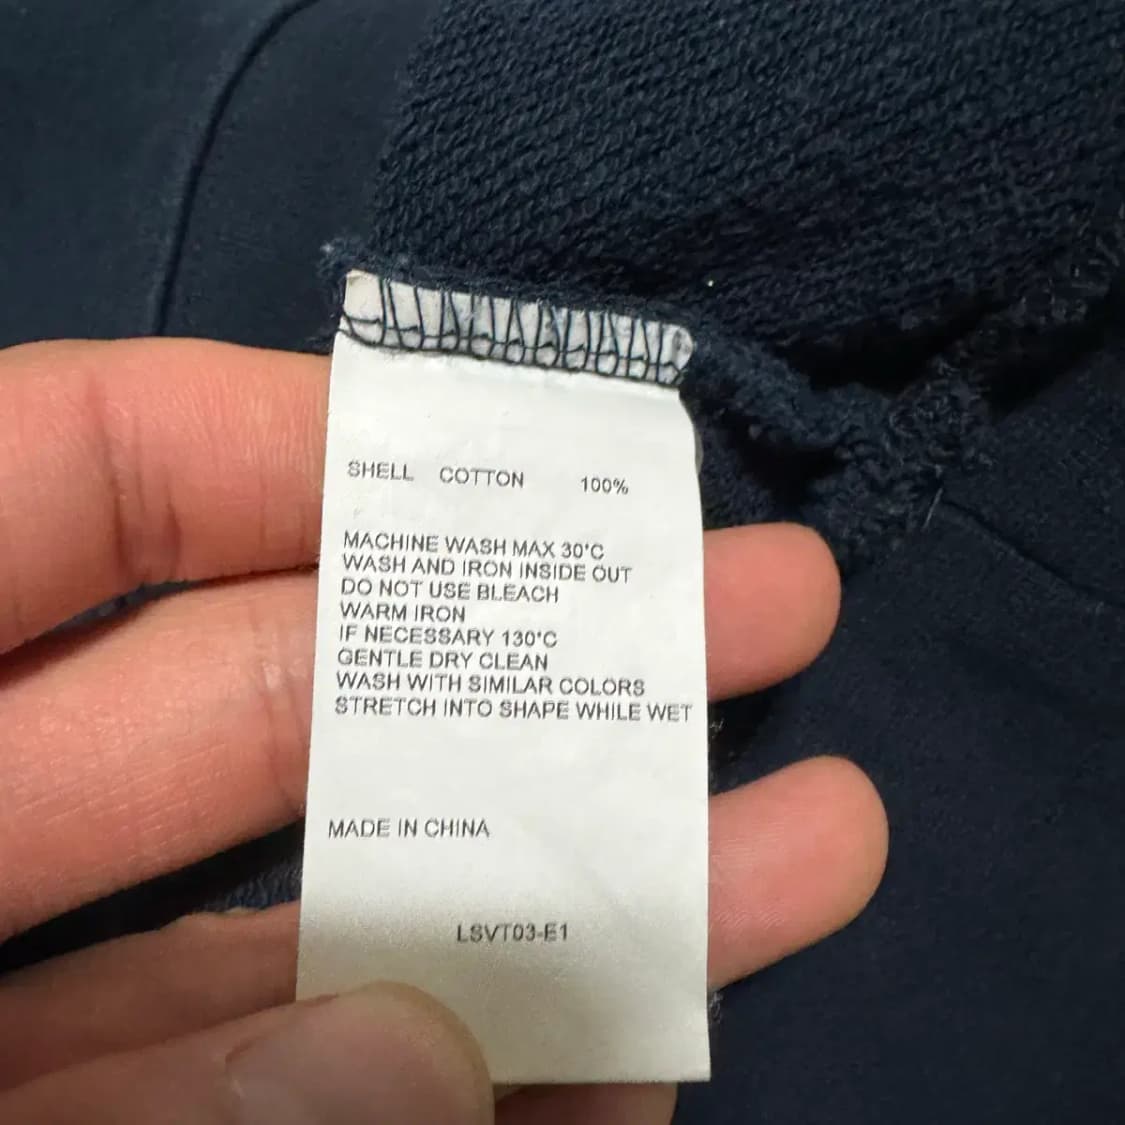 SHELL COTTON 100%
MACHINE WASH MAX 30°C
WASH AND IRON INSIDE OUT
DO NOT USE BLEACH
WARM IRON
IF NECESSARY 130°C
GENTLE DRY CLEAN
WASH WITH SIMILAR COLORS
STRETCH INTO SHAPE WHILE WET
MADE IN CHINA
LSVT03-E1